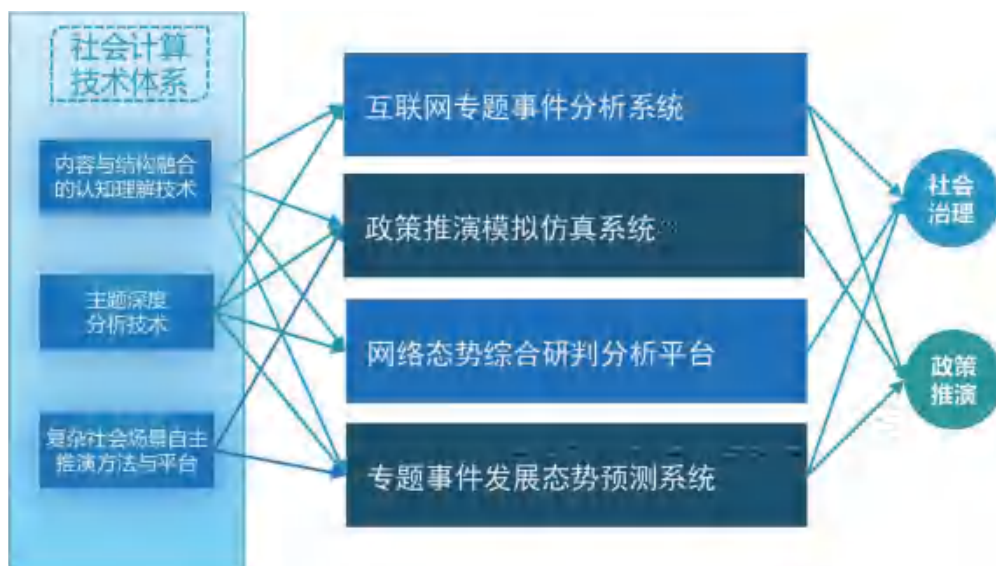 社会计算
技术体系
内容与结构融合
的认知理解技术
主题深度
分析技术
复杂社会场景自主
推演方法与平台
互联网专题事件分析系统
政策推演模拟仿真系统
网络态势综合研判分析平台
专题事件发展态势预测系统
社会
治理
政策
推演